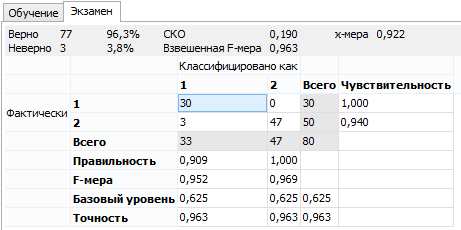 Обучение Экзамен
Верно 77 96,3% СКО 0,190 х-мера 0,922
Неверно 3 3,8% Взвешенная F-мера 0,963
Классифицировано как
1 2 Всего Чувствительность
Фактически 1 30 0 30 1,000
2 3 47 50 0,940
Всего 33 47 80
Правильность 0,909 1,000
F-мера 0,952 0,969
Базовый уровень 0,625 0,625 0,625
Точность 0,963 0,963 0,963